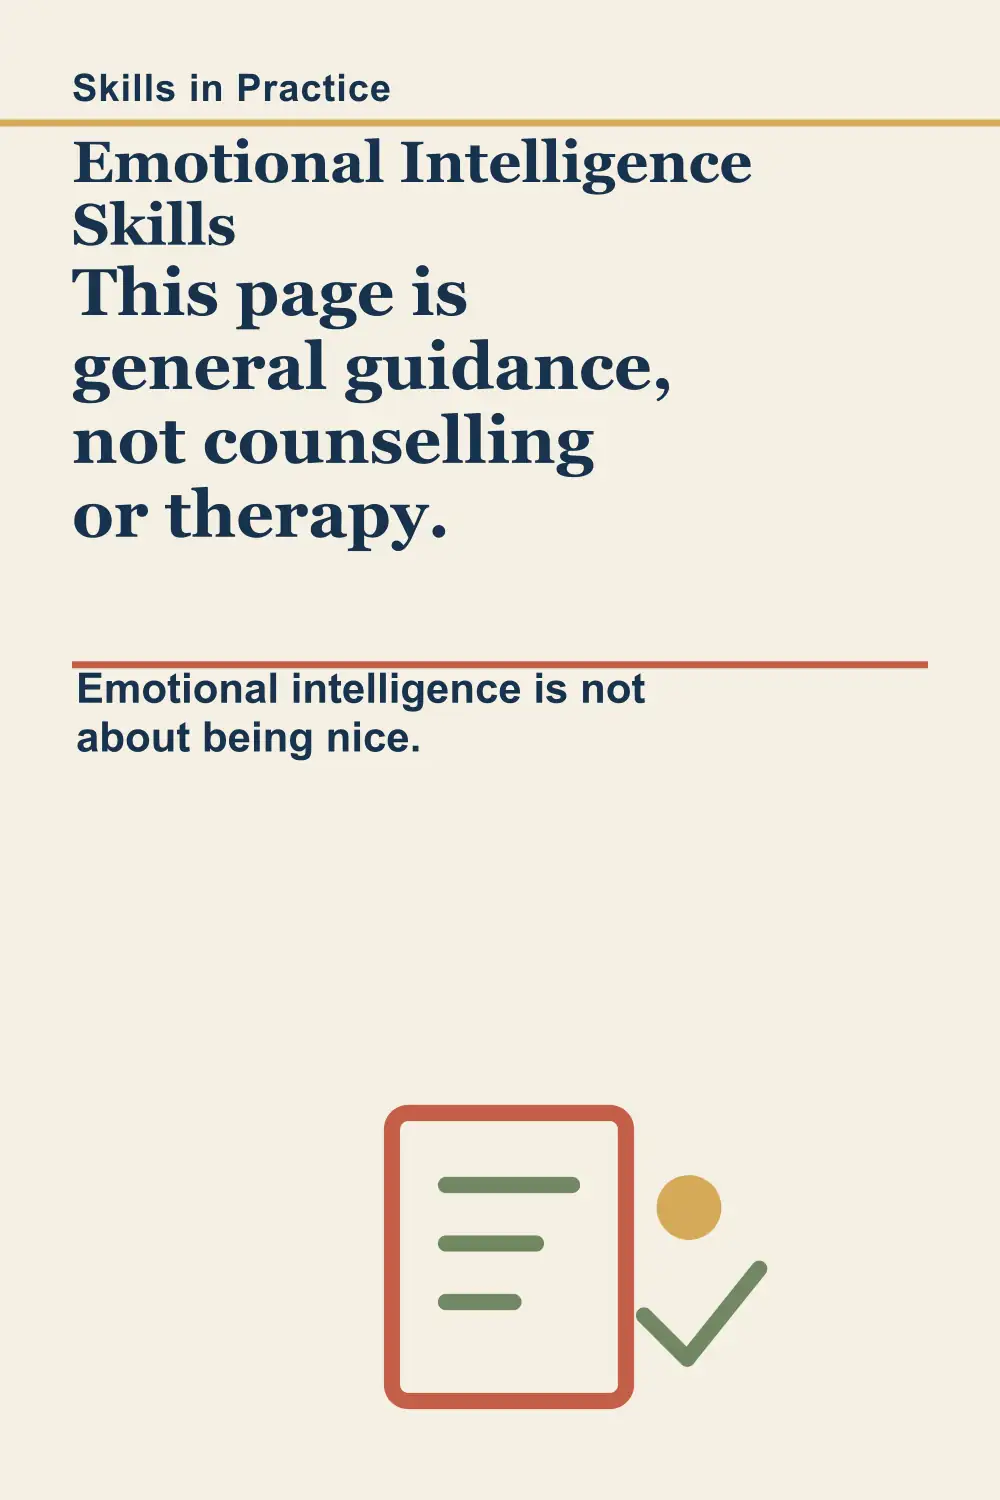 Skills in Practice
Emotional Intelligence
Skills
This page is
general guidance,
not counselling
or therapy.
Emotional intelligence is not
about being nice.